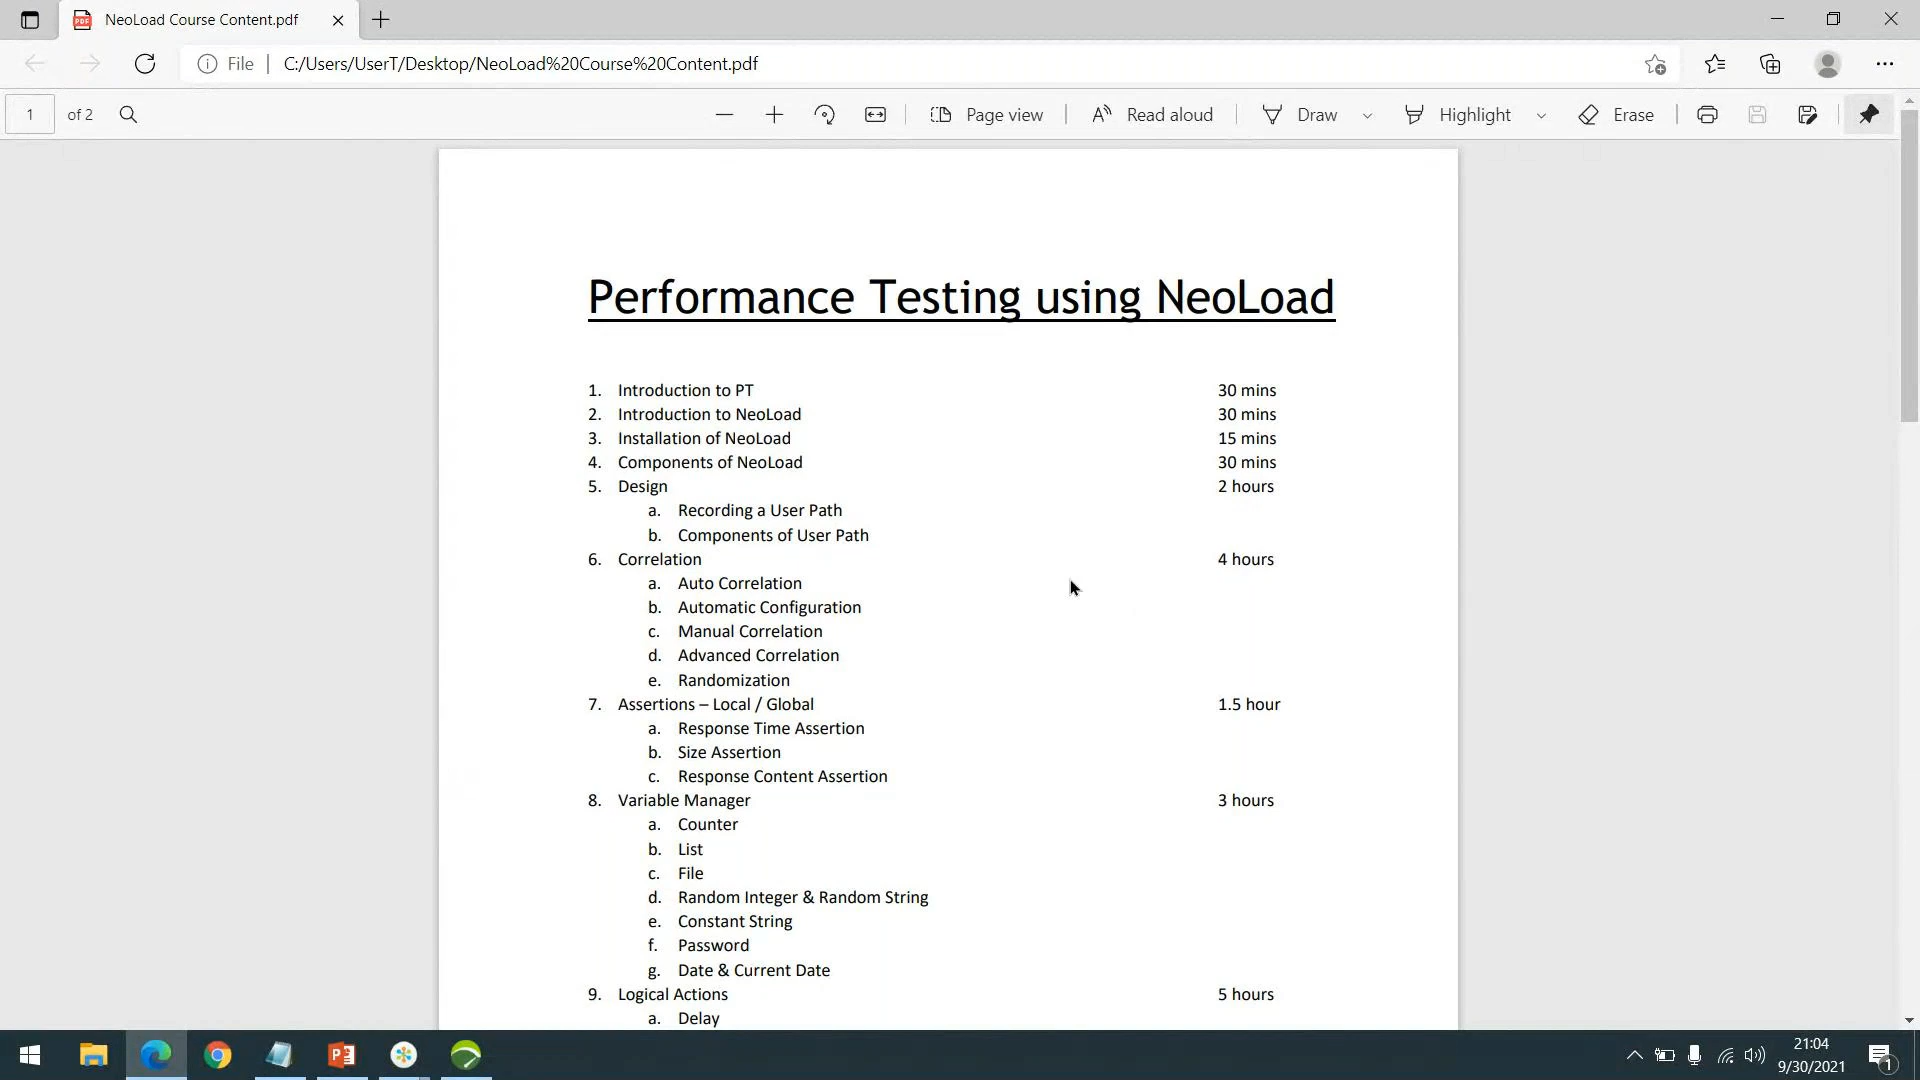 NeoLoad Course Content.pdf
File
C:/Users/UserT/Desktop/NeoLoad%20Course%20Content.pdf
1 of 2
Page view
Read aloud
Draw
Highlight
Erase
Performance Testing using NeoLoad
1. Introduction to PT 30 mins
2. Introduction to NeoLoad 30 mins
3. Installation of NeoLoad 15 mins
4. Components of NeoLoad 30 mins
5. Design 2 hours
a. Recording a User Path
b. Components of User Path
6. Correlation 4 hours
a. Auto Correlation
b. Automatic Configuration
c. Manual Correlation
d. Advanced Correlation
e. Randomization
7. Assertions – Local / Global 1.5 hour
a. Response Time Assertion
b. Size Assertion
c. Response Content Assertion
8. Variable Manager 3 hours
a. Counter
b. List
c. File
d. Random Integer & Random String
e. Constant String
f. Password
g. Date & Current Date
9. Logical Actions 5 hours
a. Delay
21:04
9/30/2021
1